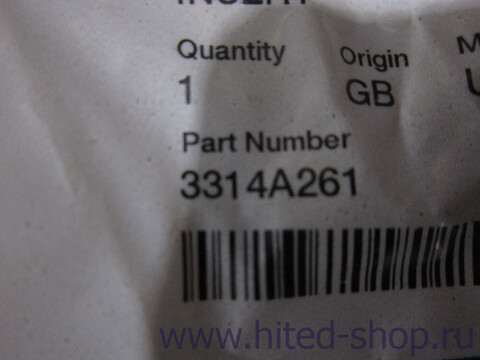 Quantity Origin
1 GB
Part Number
3314A261
www.hited-shop.ru